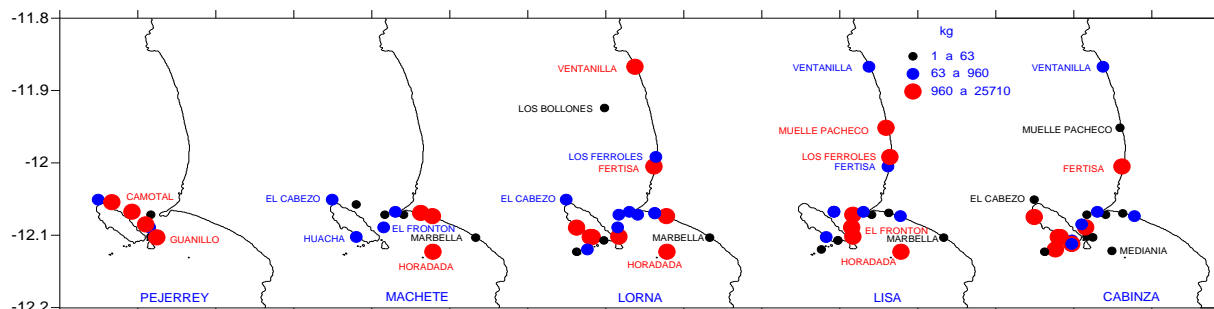 -11.8
-11.9
-12
-12.1
-12.2
CAMOTAL
GUANILLO
PEJERREY
EL CABEZO
HUACHA
EL FRONTON
MARBELLA
HORADADA
MACHETE
VENTANILLA
LOS BOLLONES
LOS FERROLES
FERTISA
EL CABEZO
MARBELLA
HORADADA
LORNA
kg
1 a 63
63 a 960
960 a 25710
VENTANILLA
MUELLE PACHECO
LOS FERROLES
FERTISA
EL FRONTON
MARBELLA
HORADADA
LISA
VENTANILLA
MUELLE PACHECO
FERTISA
EL CABEZO
MEDIANIA
CABINZA